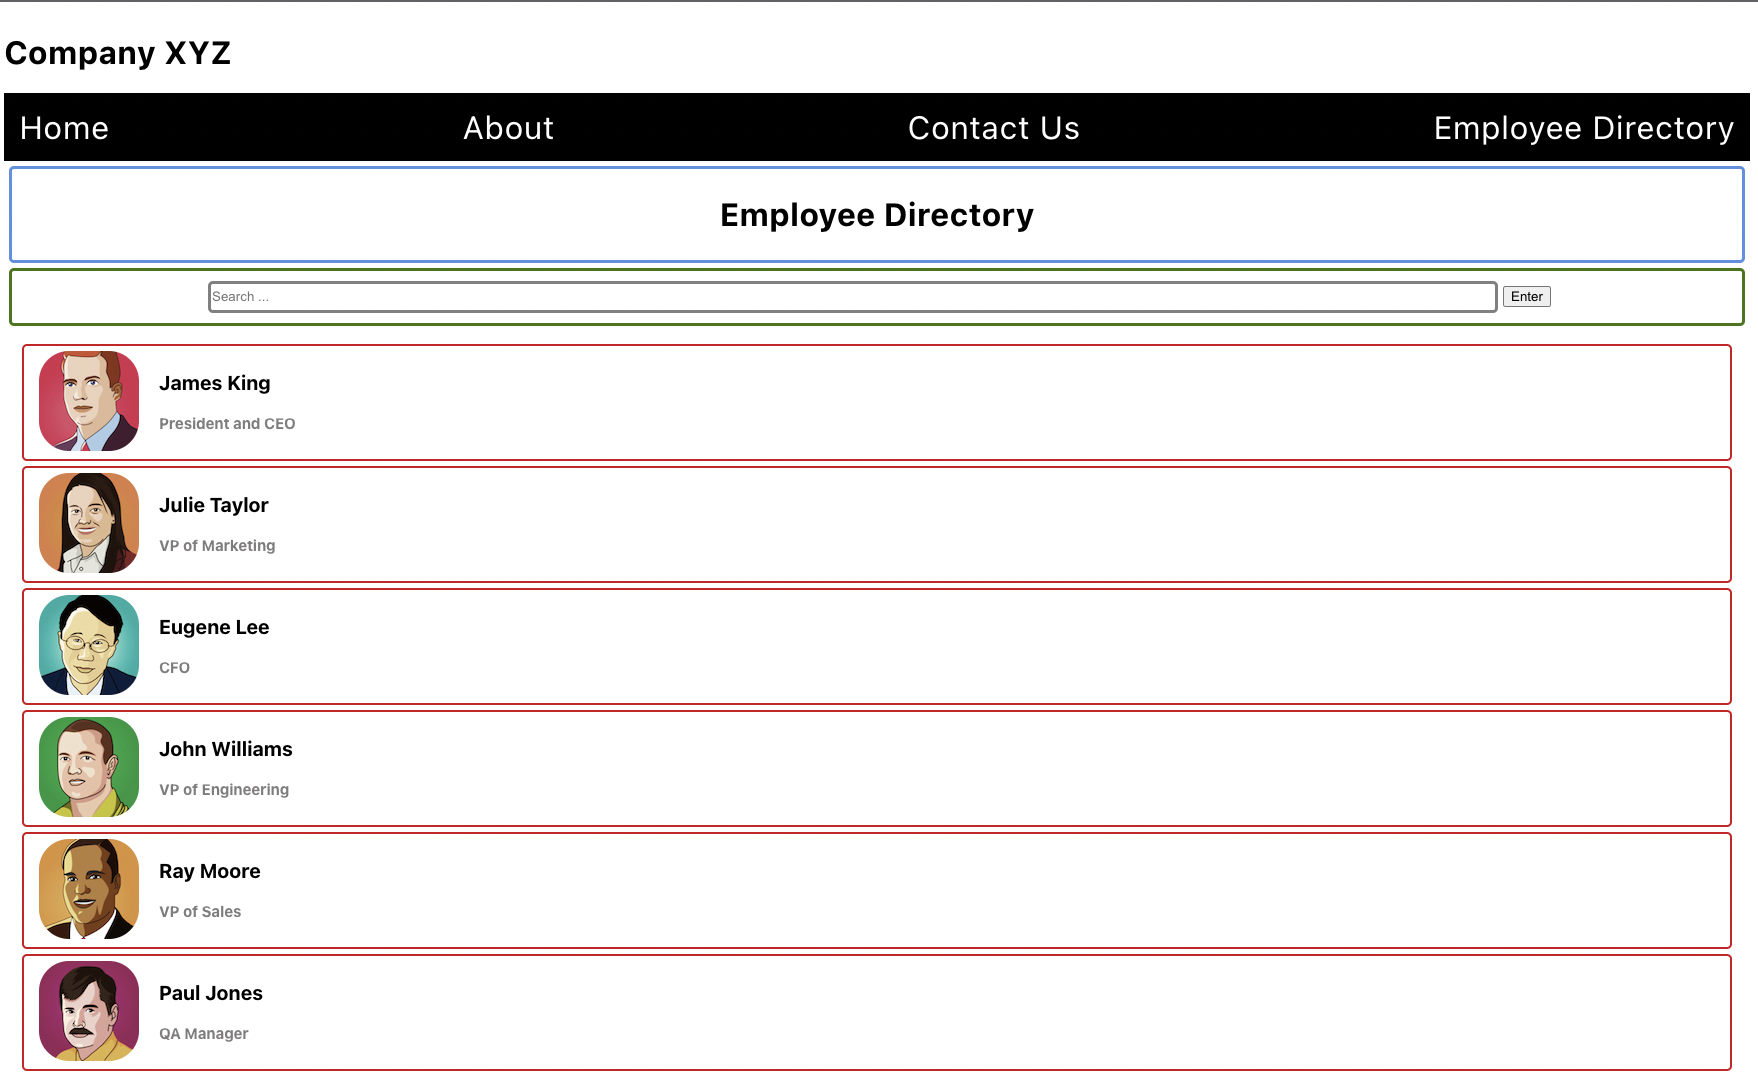 Company XYZ
Home About Contact Us Employee Directory
Employee Directory
Search ... Enter
James King
President and CEO
Julie Taylor
VP of Marketing
Eugene Lee
CFO
John Williams
VP of Engineering
Ray Moore
VP of Sales
Paul Jones
QA Manager